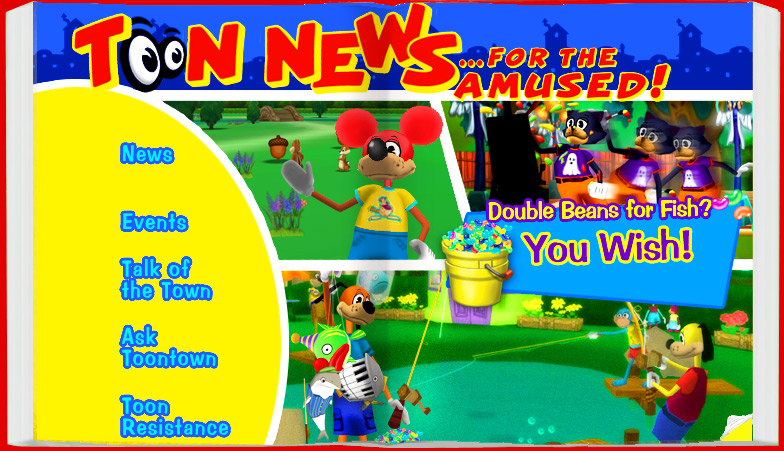 TOON NEWS
...FOR THE
AMUSED!
News
Events
Talk of
the Town
Ask
Toontown
Toon
Resistance
Double Beans for Fish?
You Wish!